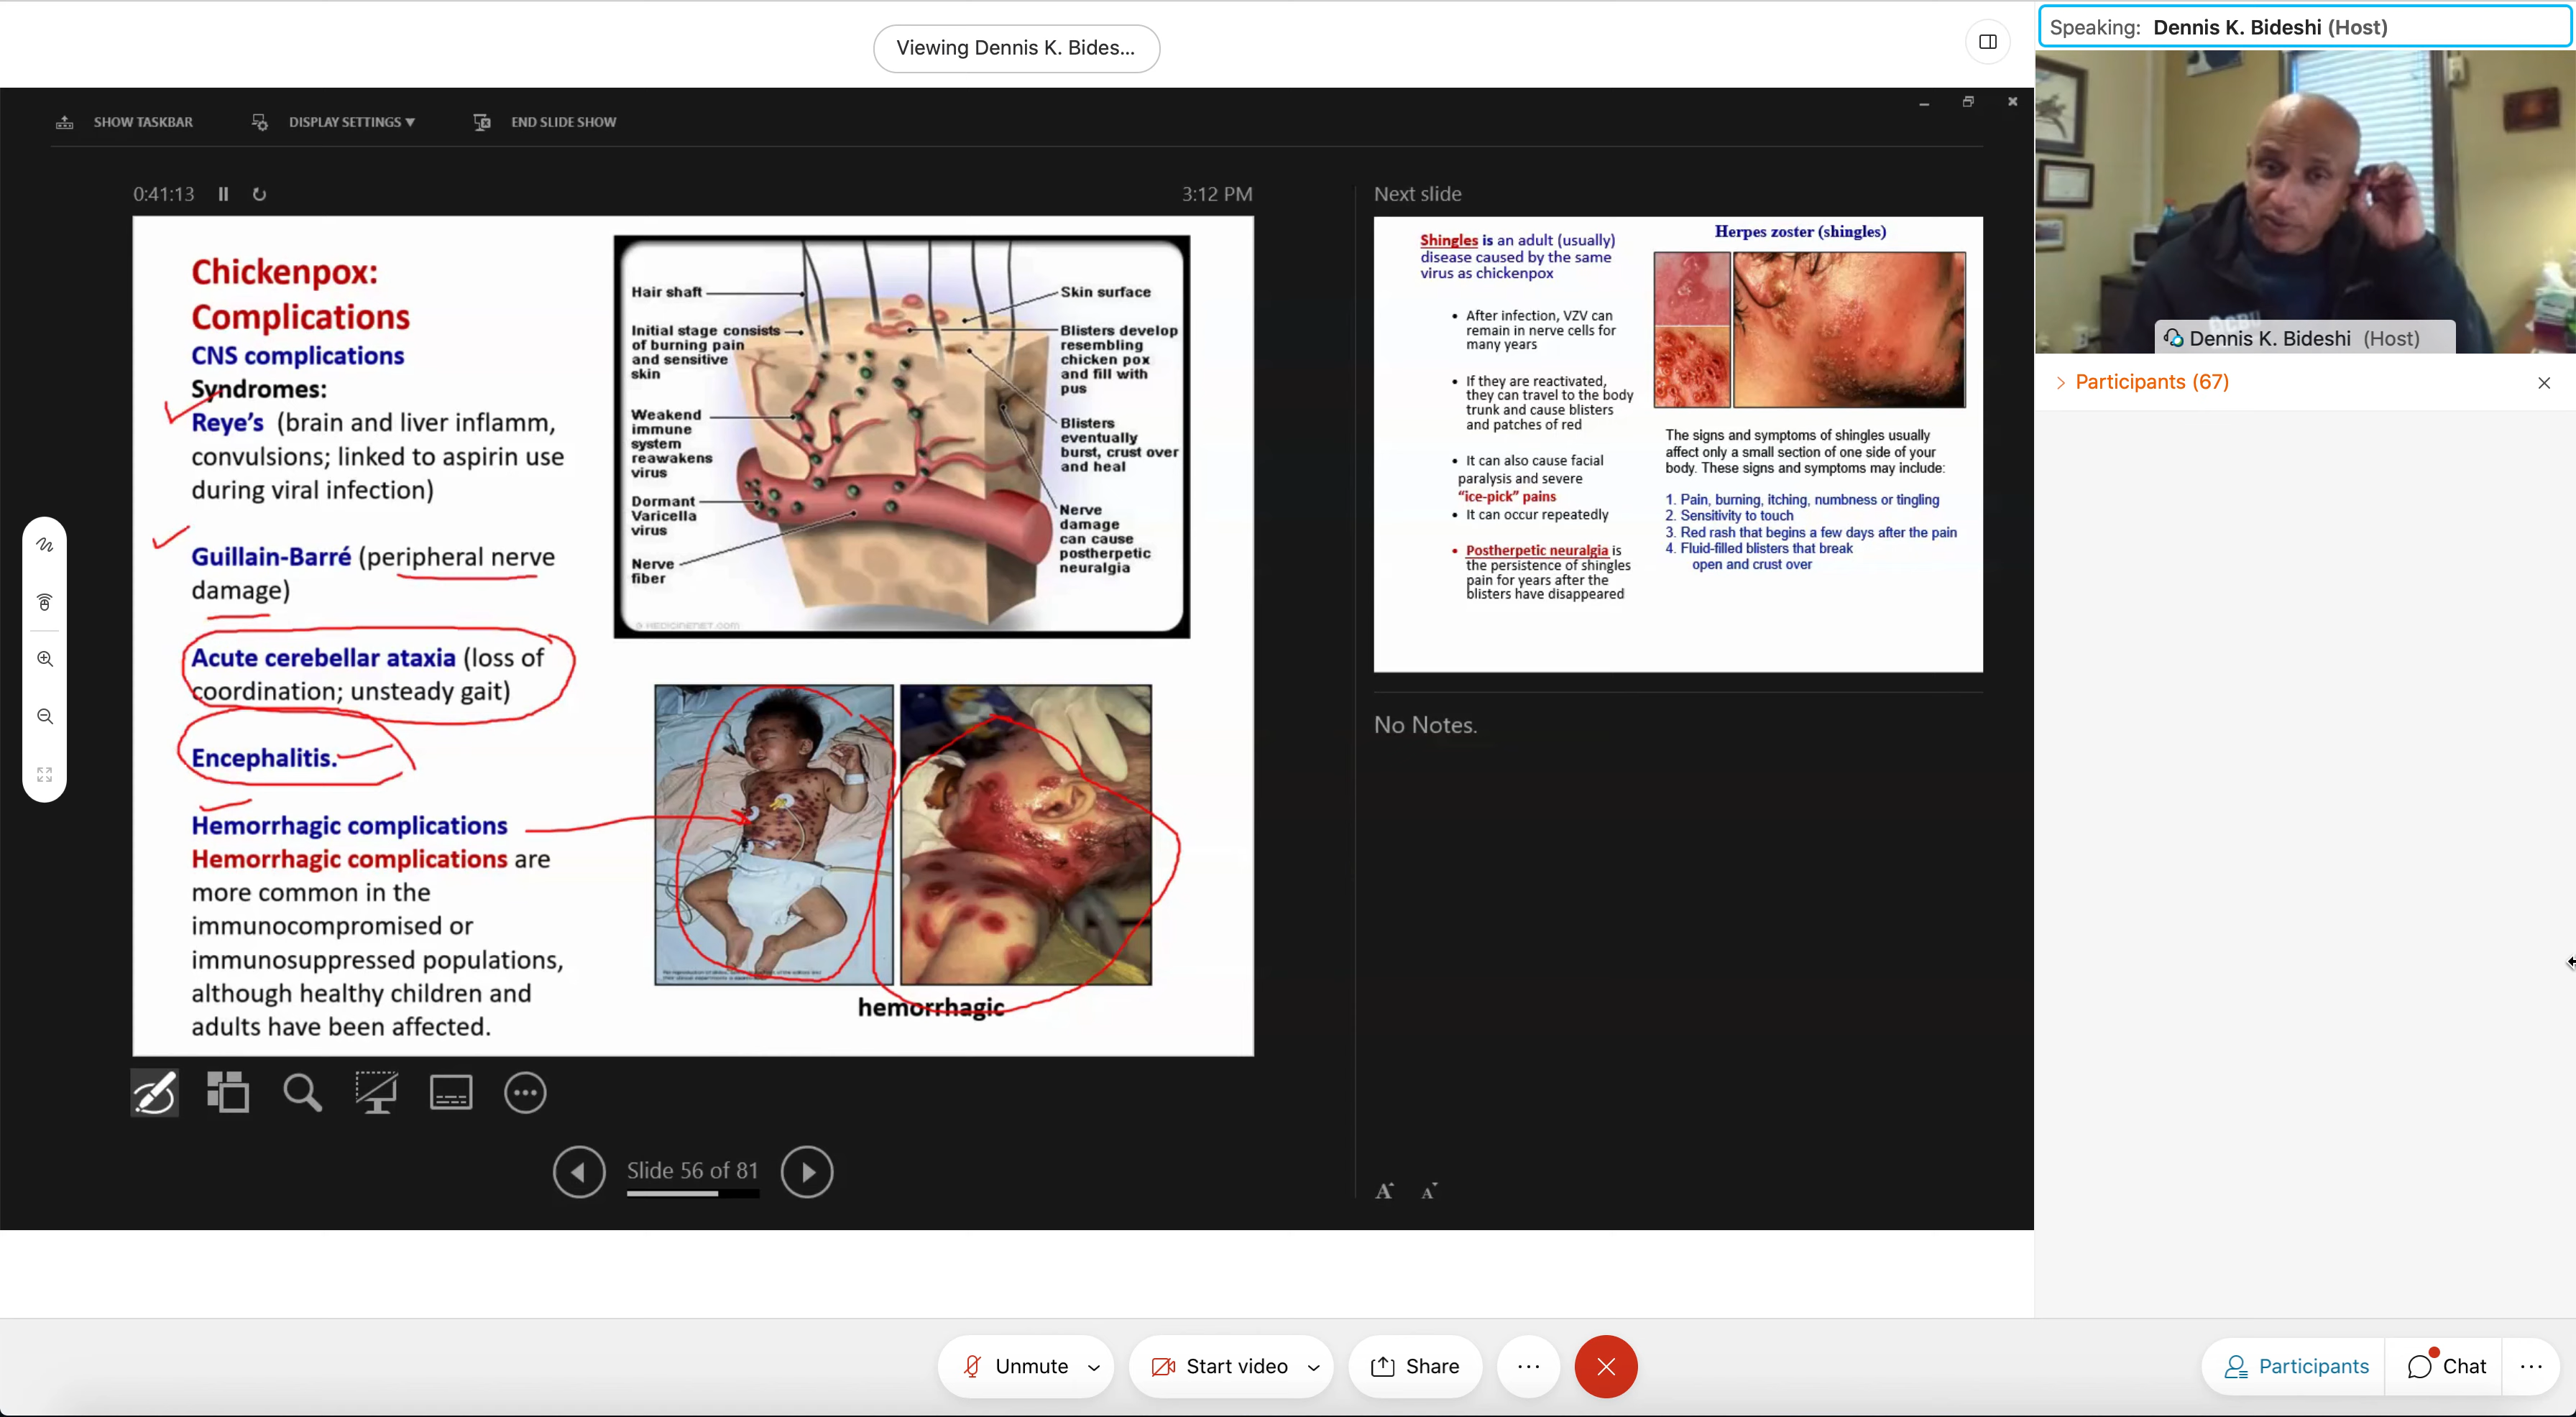 Viewing Dennis K. Bides...
Speaking: Dennis K. Bideshi (Host)
SHOW TASKBAR
DISPLAY SETTINGS
END SLIDE SHOW
0:41:13
3:12 PM
Chickenpox:
Complications
CNS complications
Syndromes:
Reye's (brain and liver inflamm,
convulsions; linked to aspirin use
during viral infection)
Guillain-Barré (peripheral nerve
damage)
Acute cerebellar ataxia (loss of
coordination; unsteady gait)
Encephalitis.
Hemorrhagic complications
Hemorrhagic complications are
more common in the
immunocompromised or
immunosuppressed populations,
although healthy children and
adults have been affected.
Hair shaft
Initial stage consists
of burning pain
and sensitive
skin
Weakend
immune
system
reawakens
virus
Dormant
Varicella
virus
Nerve
fiber
Skin surface
Blisters develop
resembling
chicken pox
and fill with
pus
Blisters
eventually
burst, crust over
and heal
Nerve
damage
can cause
postherpetic
neuralgia
© MEDICINENET.COM
hemorrhagic
Slide 56 of 81
Next slide
Shingles is an adult (usually)
disease caused by the same
virus as chickenpox
• After infection, VZV can
remain in nerve cells for
many years
• If they are reactivated,
they can travel to the body
trunk and cause blisters
and patches of red
• It can also cause facial
paralysis and severe
"ice-pick" pains
• It can occur repeatedly
• Postherpetic neuralgia is
the persistence of shingles
pain for years after the
blisters have disappeared
Herpes zoster (shingles)
The signs and symptoms of shingles usually
affect only a small section of one side of your
body. These signs and symptoms may include:
1. Pain, burning, itching, numbness or tingling
2. Sensitivity to touch
3. Red rash that begins a few days after the pain
4. Fluid-filled blisters that break
open and crust over
No Notes.
A A
Dennis K. Bideshi (Host)
Participants (67)
Unmute
Start video
Share
Participants
Chat